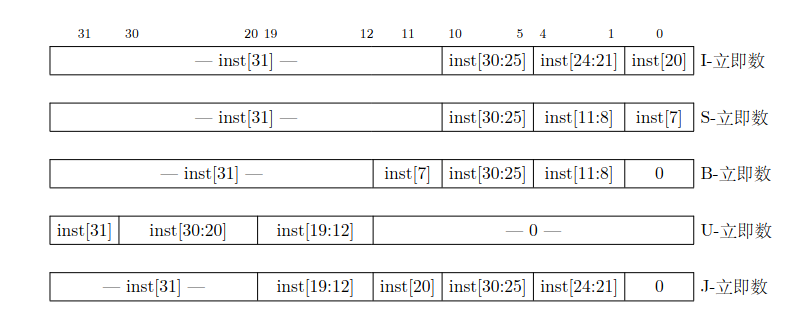 31 30 20 19 12 11 10 5 4 1 0
— inst[31] — inst[30:25] inst[24:21] inst[20] I-立即数
— inst[31] — inst[30:25] inst[11:8] inst[7] S-立即数
— inst[31] — inst[7] inst[30:25] inst[11:8] 0 B-立即数
inst[31] inst[30:20] inst[19:12] — 0 — U-立即数
— inst[31] — inst[19:12] inst[20] inst[30:25] inst[24:21] 0 J-立即数